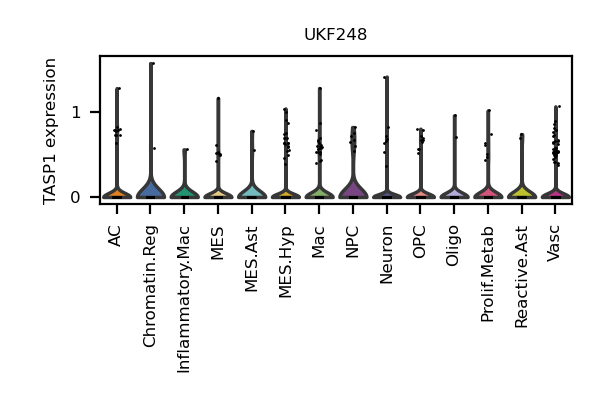 UKF248
TASP1 expression
1
0
AC
Chromatin.Reg
Inflammatory.Mac
MES
MES.Ast
MES.Hyp
Mac
NPC
Neuron
OPC
Oligo
Prolif.Metab
Reactive.Ast
Vasc